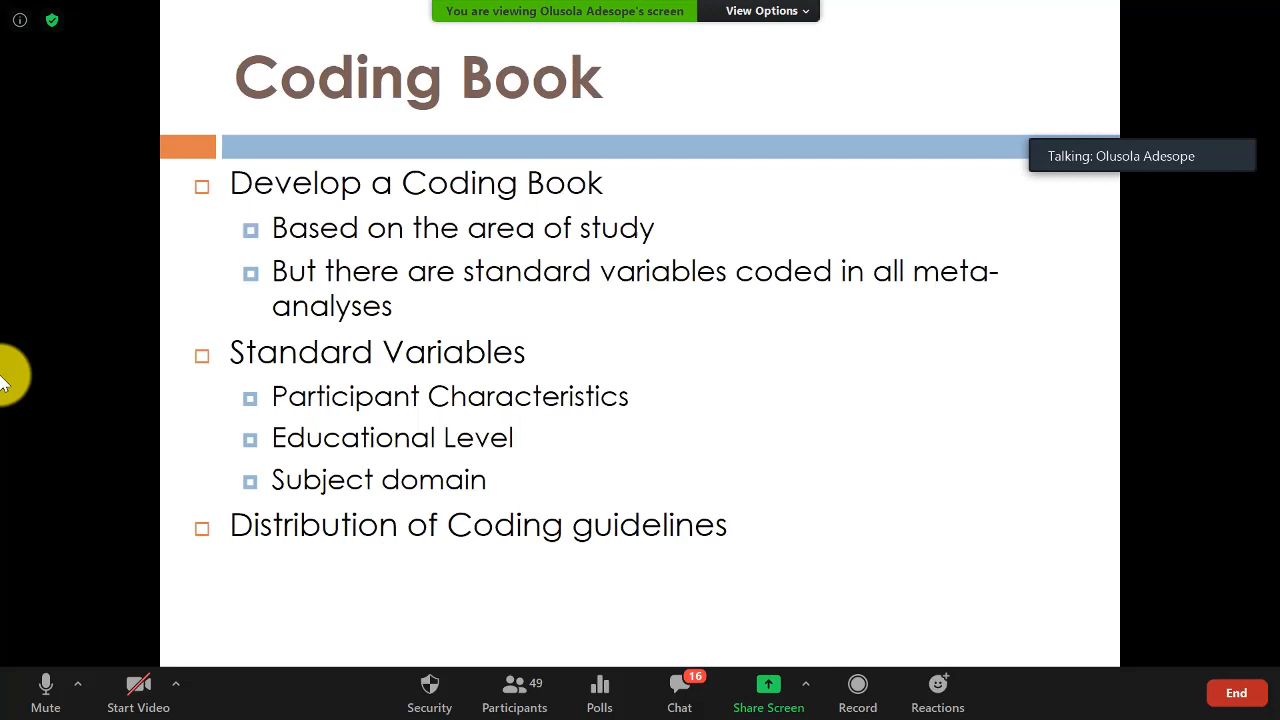 You are viewing Olusola Adesope's screen
View Options
Coding Book
Talking: Olusola Adesope
Develop a Coding Book
Based on the area of study
But there are standard variables coded in all meta-
analyses
Standard Variables
Participant Characteristics
Educational Level
Subject domain
Distribution of Coding guidelines
49
16
Mute
Start Video
Security
Participants
Polls
Chat
Share Screen
Record
Reactions
End